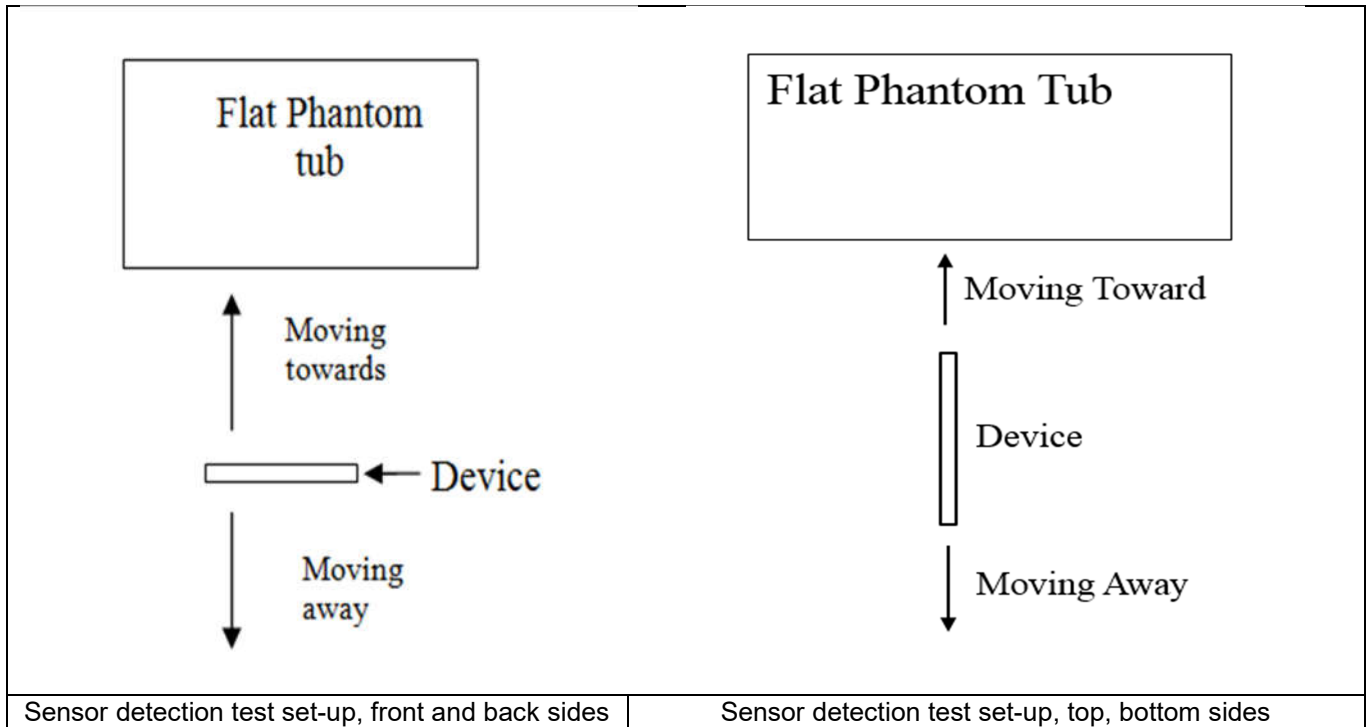 Flat Phantom
tub
Moving
towards
Device
Moving
away
Flat Phantom Tub
Moving Toward
Device
Moving Away
Sensor detection test set-up, front and back sides
Sensor detection test set-up, top, bottom sides